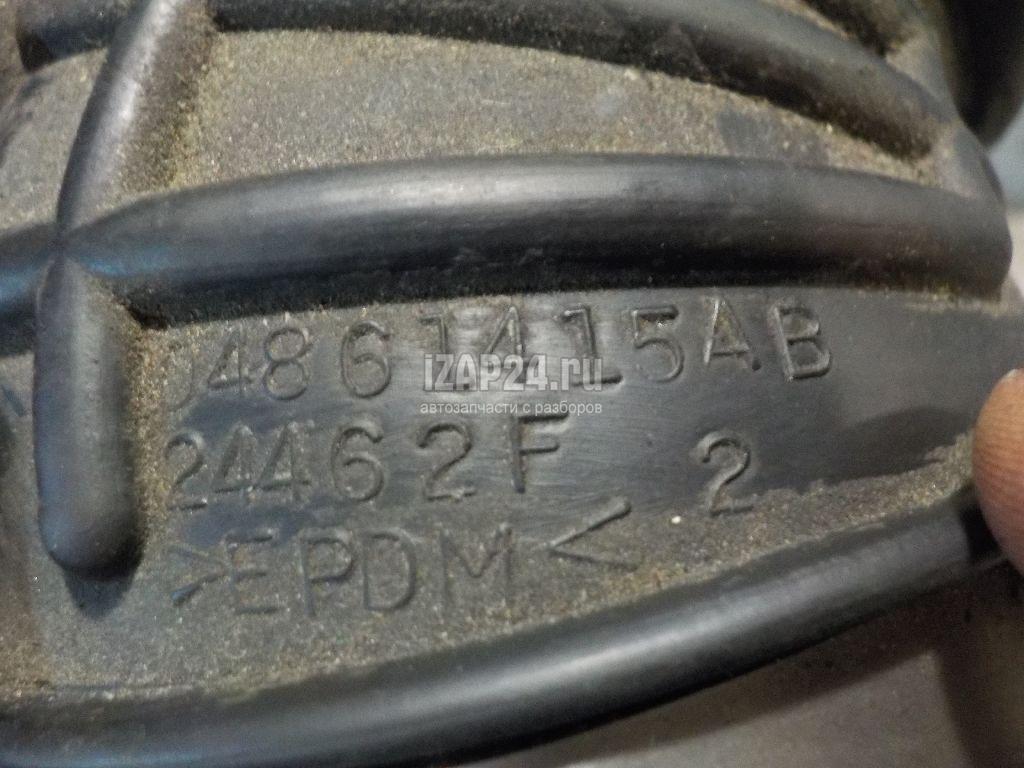 04861415AB
iZAP24.ru
автозапчасти с разборов
24462F 2
>EPDM<